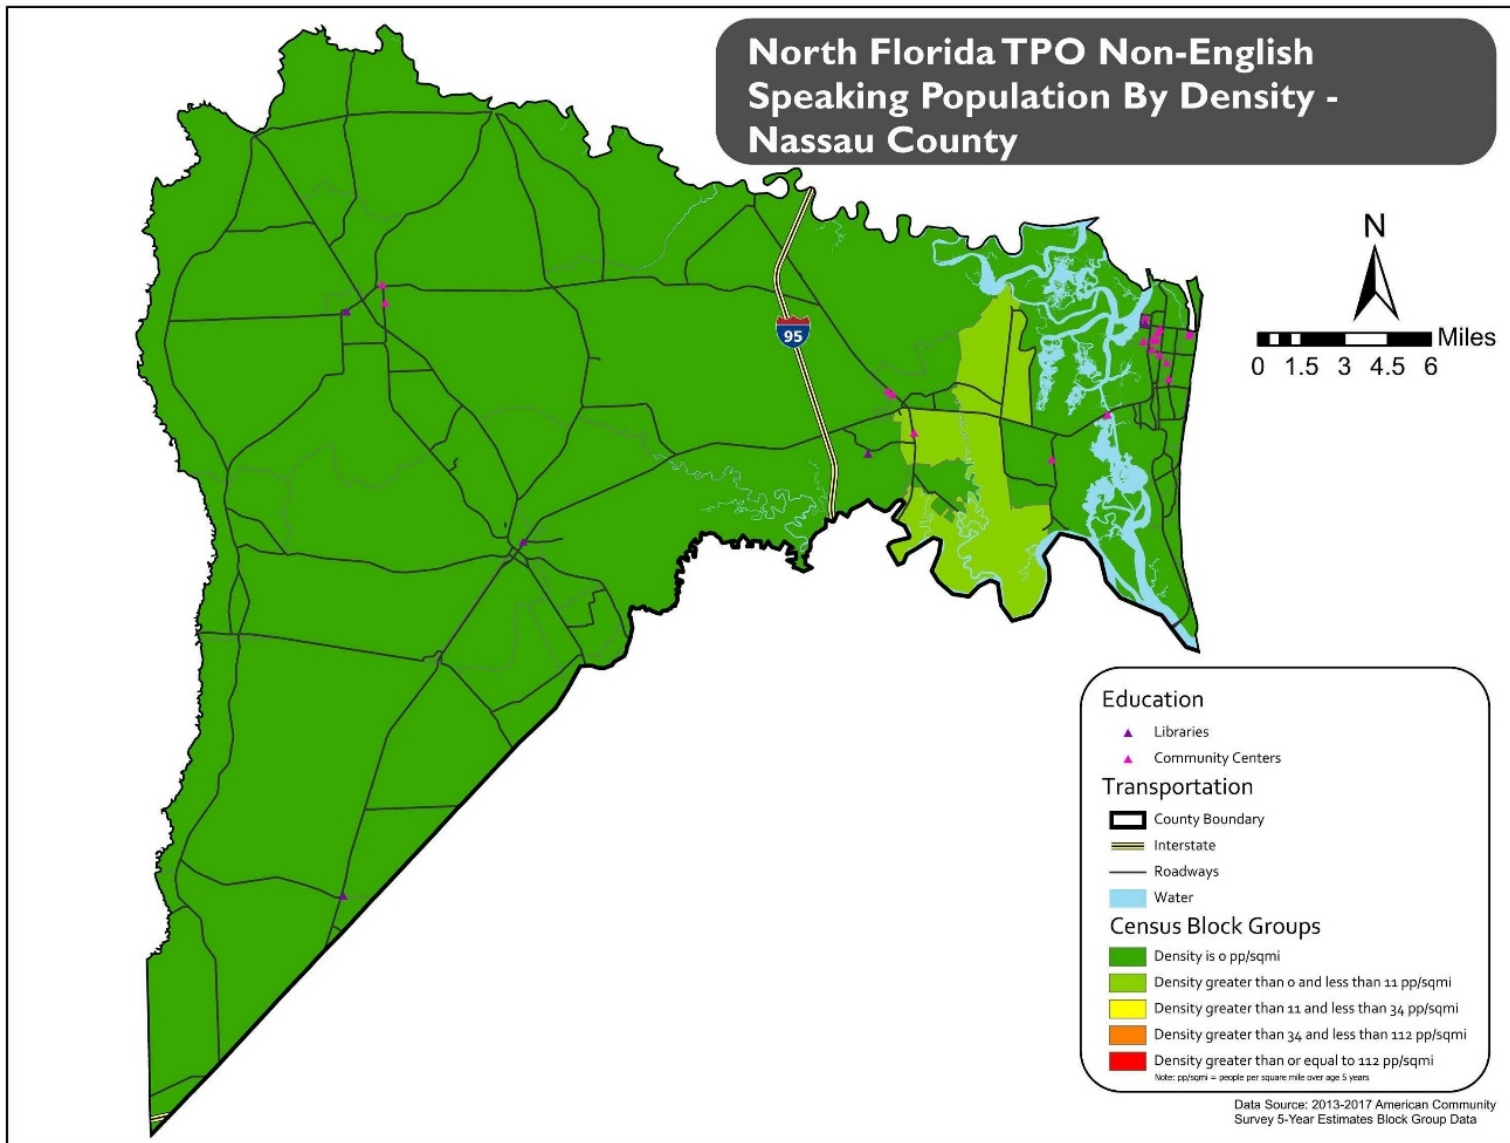 North Florida TPO Non-English
Speaking Population By Density -
Nassau County
N
Miles
0 1.5 3 4.5 6
95
Education
Libraries
Community Centers
Transportation
County Boundary
Interstate
Roadways
Water
Census Block Groups
Density is 0 pp/sqmi
Density greater than 0 and less than 11 pp/sqmi
Density greater than 11 and less than 34 pp/sqmi
Density greater than 34 and less than 112 pp/sqmi
Density greater than or equal to 112 pp/sqmi
Note: pp/sqmi = people per square mile over age 5 years
Data Source: 2013-2017 American Community
Survey 5-Year Estimates Block Group Data